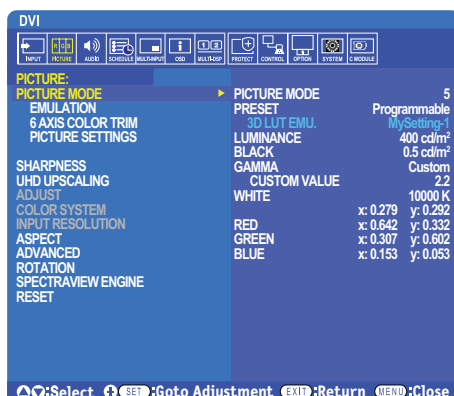 DVI
INPUT PICTURE AUDIO SCHEDULE MULTI-INPUT OSD MULTI-DSP PROTECT CONTROL OPTION SYSTEM C MODULE
PICTURE:
PICTURE MODE
EMULATION
6 AXIS COLOR TRIM
PICTURE SETTINGS
SHARPNESS
UHD UPSCALING
ADJUST
COLOR SYSTEM
INPUT RESOLUTION
ASPECT
ADVANCED
ROTATION
SPECTRAVIEW ENGINE
RESET
PICTURE MODE 5
PRESET Programmable
3D LUT EMU. MySetting-1
LUMINANCE 400 cd/m²
BLACK 0.5 cd/m²
GAMMA Custom
CUSTOM VALUE 2.2
WHITE 10000 K
x: 0.279 y: 0.292
RED x: 0.642 y: 0.332
GREEN x: 0.307 y: 0.602
BLUE x: 0.153 y: 0.053
:Select SET :Goto Adjustment EXIT :Return MENU :Close